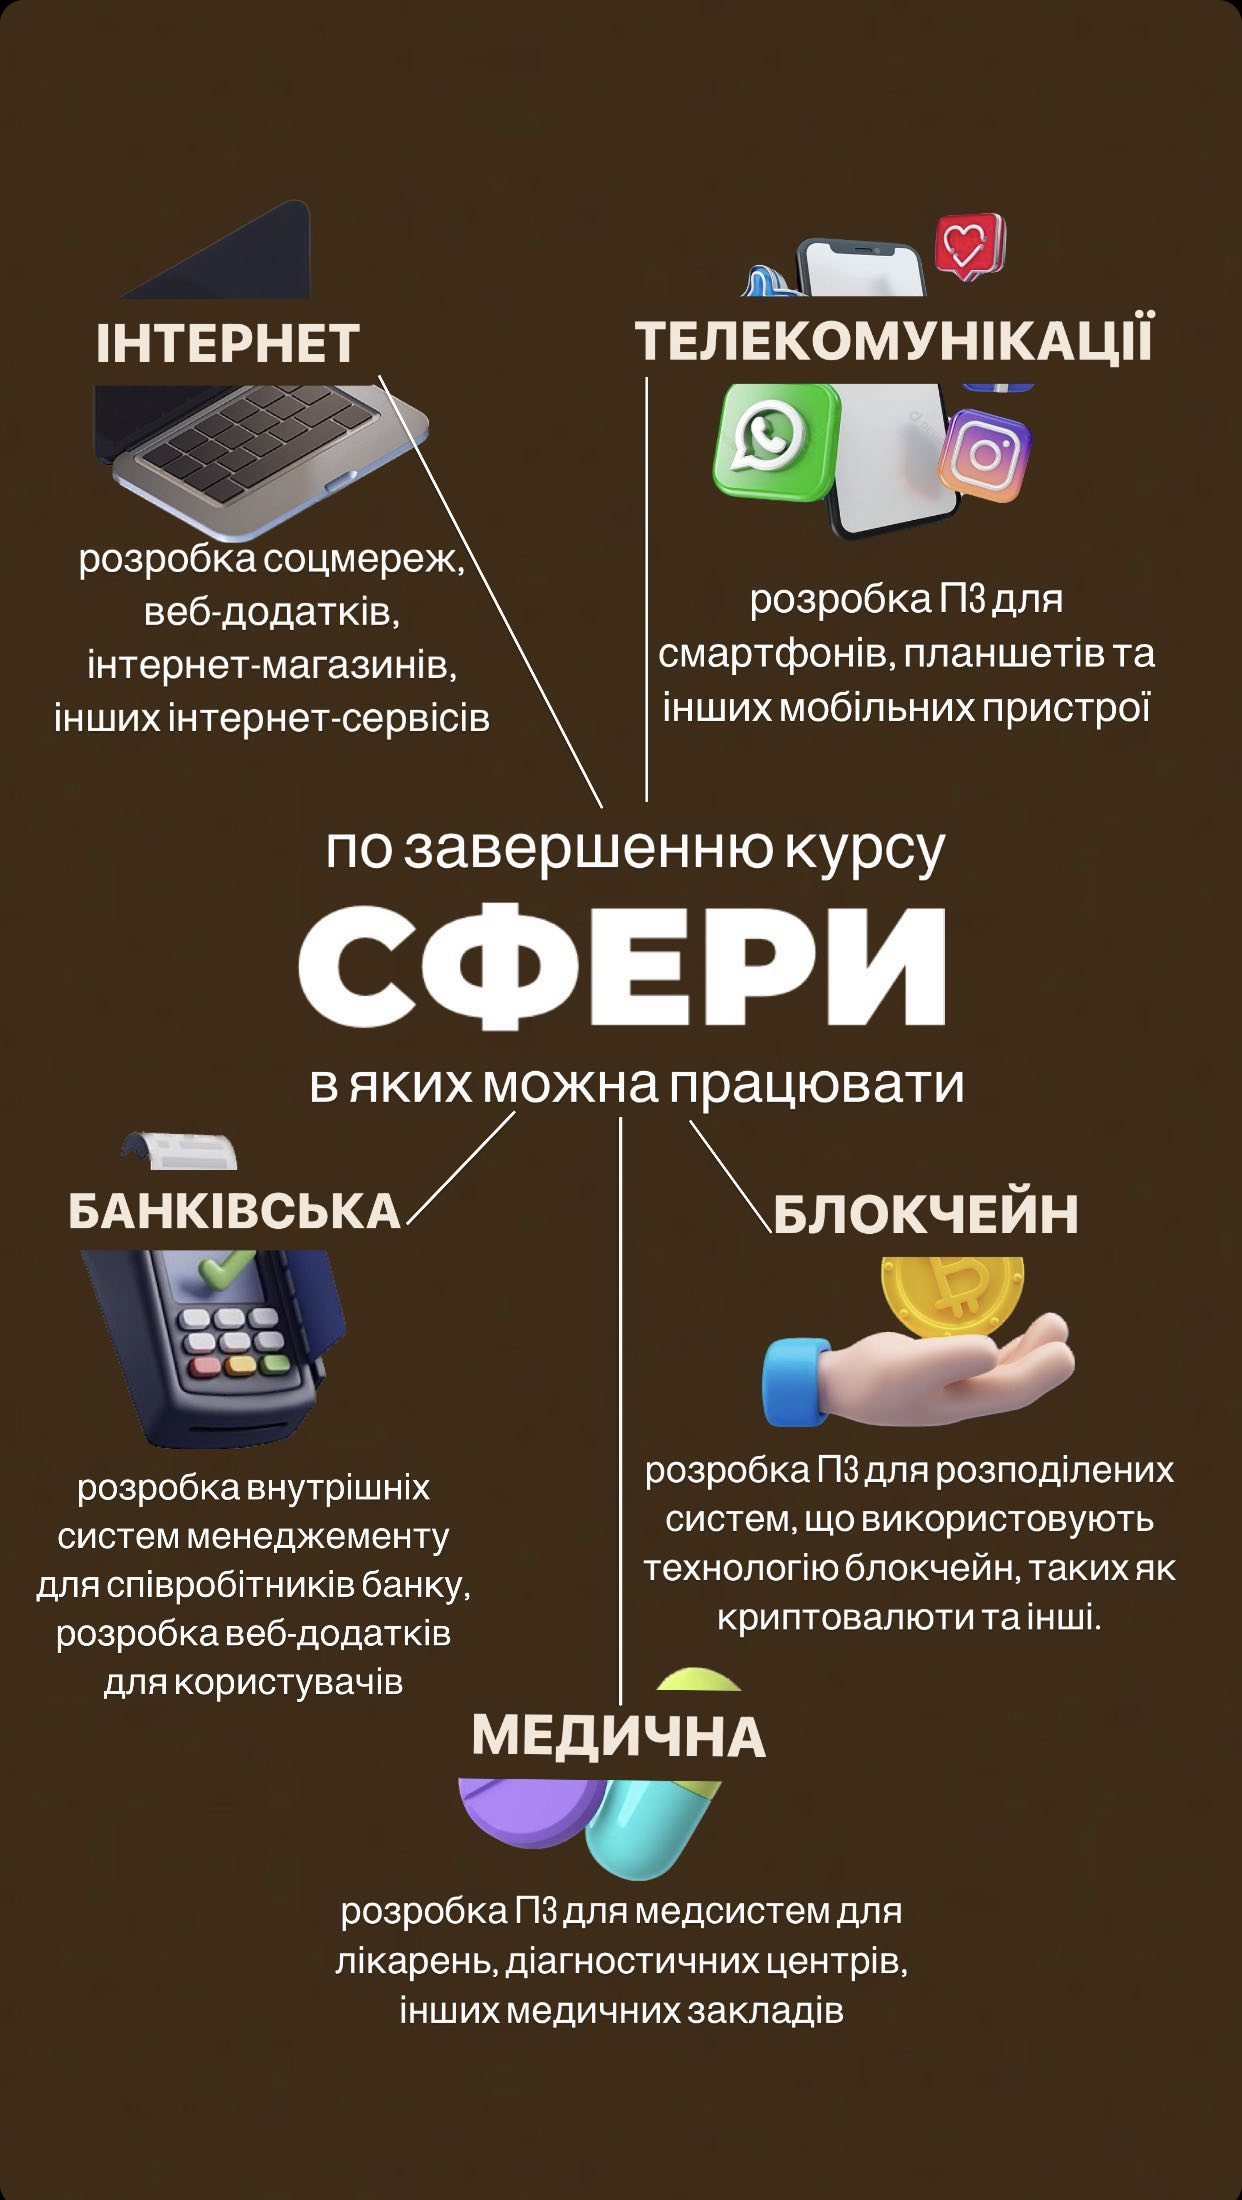 ІНТЕРНЕТ
розробка соцмереж,
веб-додатків,
інтернет-магазинів,
інших інтернет-сервісів
ТЕЛЕКОМУНІКАЦІЇ
розробка ПЗ для
смартфонів, планшетів та
інших мобільних пристрої
по завершенню курсу
СФЕРИ
в яких можна працювати
БАНКІВСЬКА
розробка внутрішніх
систем менеджементу
для співробітників банку,
розробка веб-додатків
для користувачів
БЛОКЧЕЙН
розробка ПЗ для розподілених
систем, що використовують
технологію блокчейн, таких як
криптовалюти та інші.
МЕДИЧНА
розробка ПЗ для медсистем для
лікарень, діагностичних центрів,
інших медичних закладів